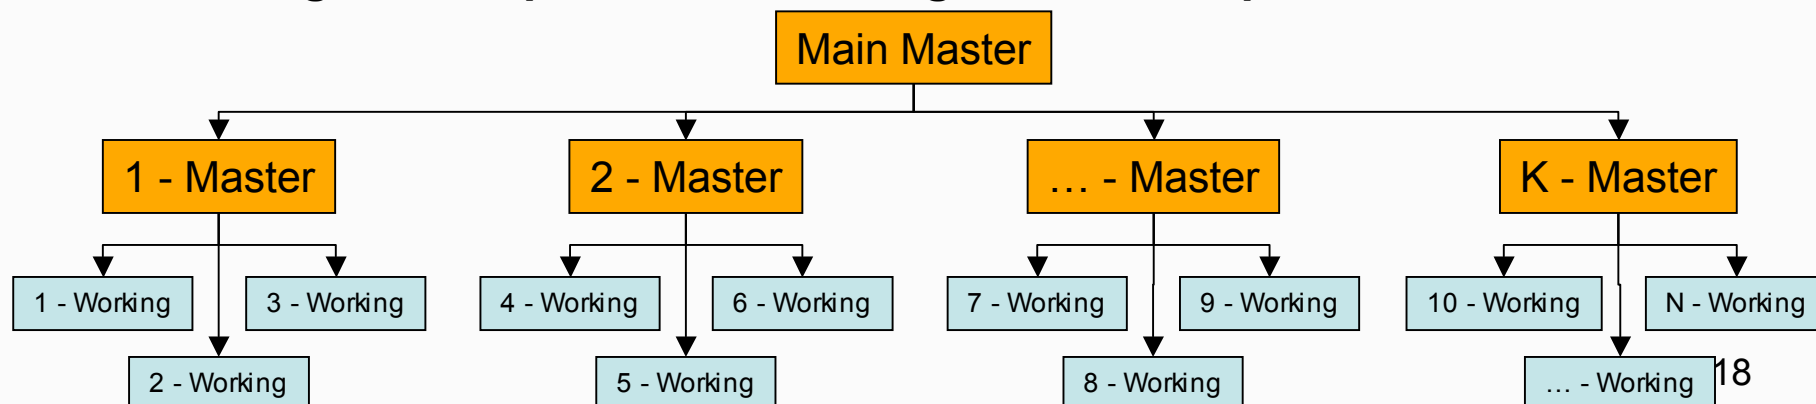 Main Master
1 - Master
2 - Master
… - Master
K - Master
1 - Working
3 - Working
4 - Working
6 - Working
7 - Working
9 - Working
10 - Working
N - Working
2 - Working
5 - Working
8 - Working
… - Working
18